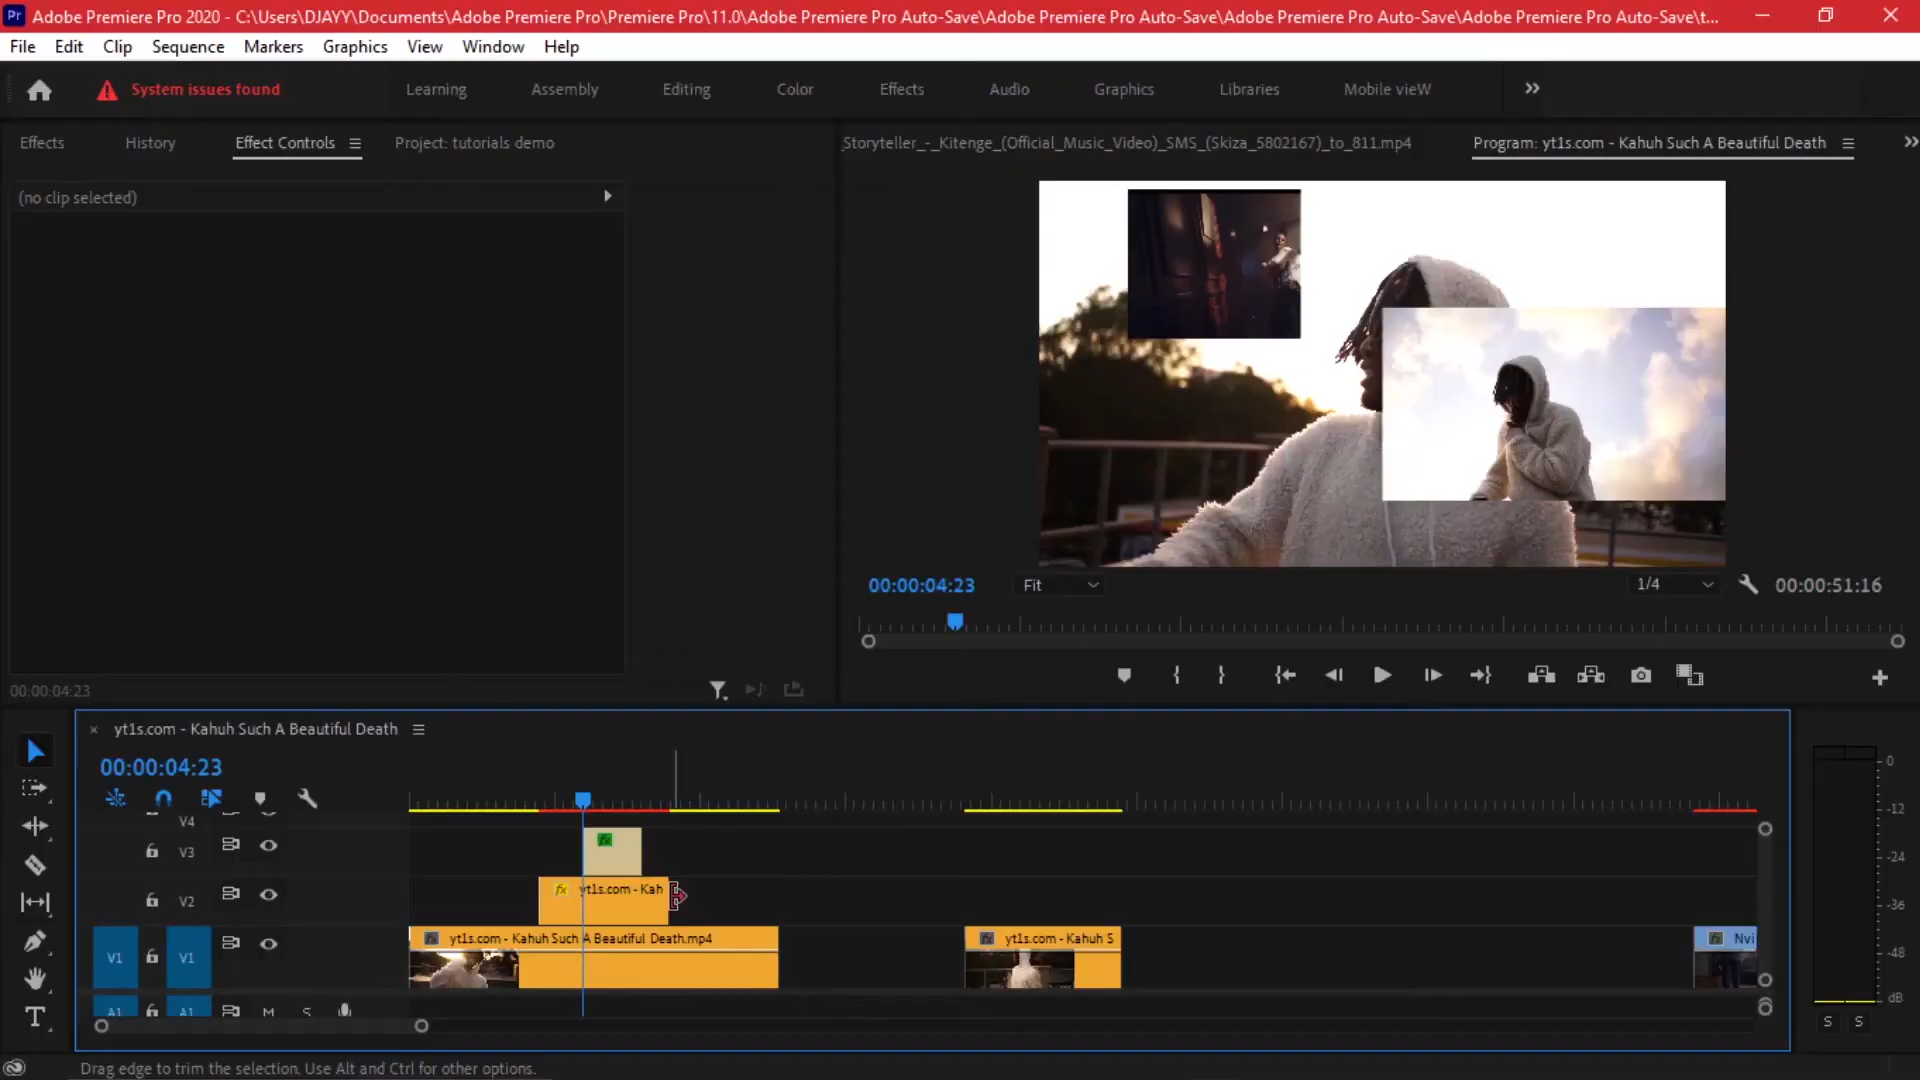 Adobe Premiere Pro 2020 - C:\Users\DJAYY\Documents\Adobe Premiere Pro\Premiere Pro\11.0\Adobe Premiere Pro Auto-Save\Adobe Premiere Pro Auto-Save\Adobe Premiere Pro Auto-Save\Adobe Premiere Pro Auto-Save\t...
File Edit Clip Sequence Markers Graphics View Window Help
System issues found Learning Assembly Editing Color Effects Audio Graphics Libraries Mobile vieW
Effects History Effect Controls Project: tutorials demo Storyteller_-_Kitenge_(Official_Music_Video)_SMS_(Skiza_5802167)_to_811.mp4 Program: yt1s.com - Kahuh Such A Beautiful Death
(no clip selected)
00:00:04:23 Fit 1/4 00:00:51:16
00:00:04:23
yt1s.com - Kahuh Such A Beautiful Death
00:00:04:23
V4
V3 fx
V2 fx yt1s.com - Kah
V1 V1 fx yt1s.com - Kahuh Such A Beautiful Death.mp4 fx yt1s.com - Kahuh S fx Nvi
A1 A1 M S
0
-12
-24
-36
-48
dB
S S
T
Drag edge to trim the selection. Use Alt and Ctrl for other options.